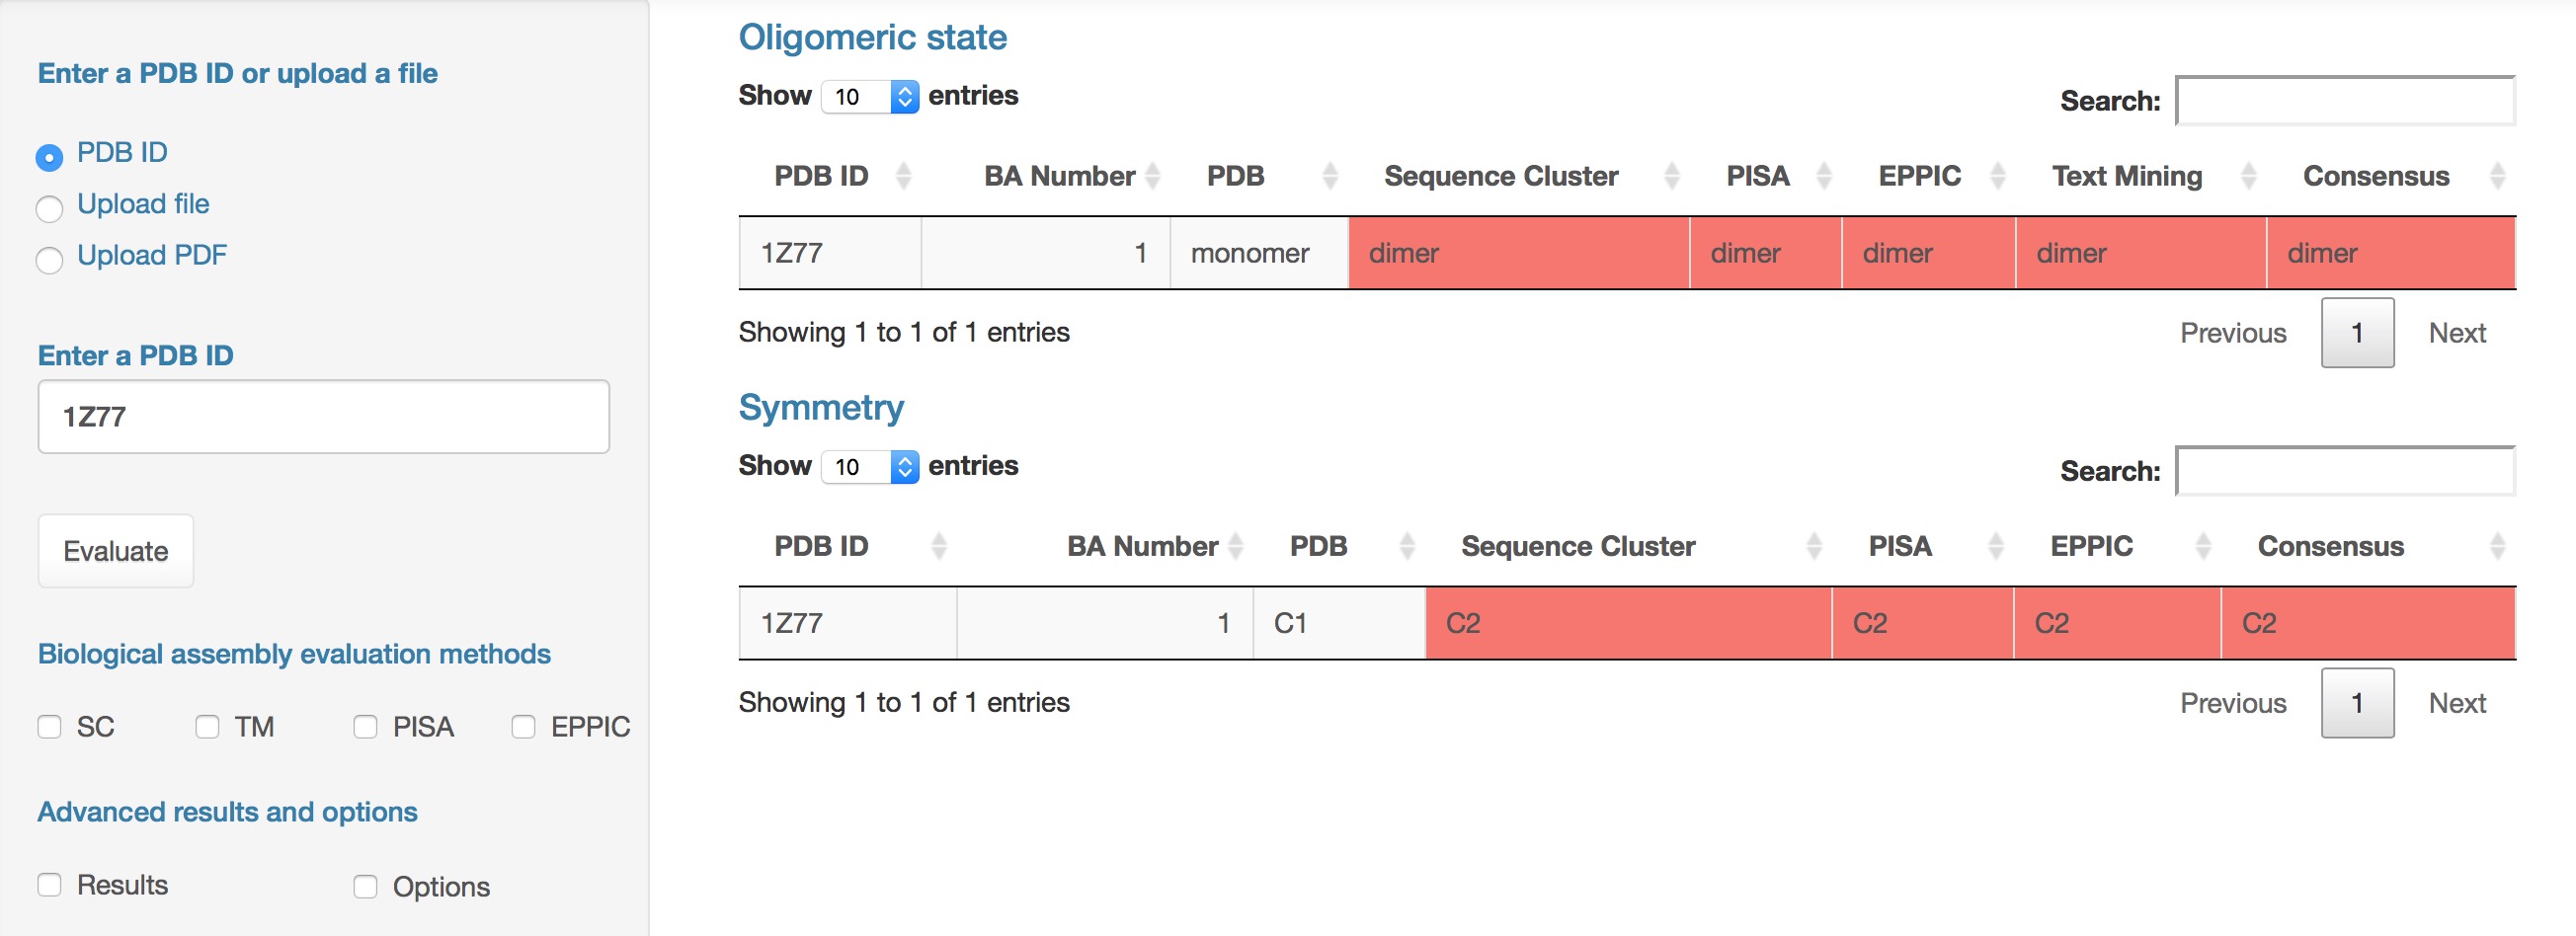 Enter a PDB ID or upload a file
PDB ID
Upload file
Upload PDF
Enter a PDB ID
1Z77
Evaluate
Biological assembly evaluation methods
SC TM PISA EPPIC
Advanced results and options
Results Options
Oligomeric state
Show 10 entries Search:
PDB ID BA Number PDB Sequence Cluster PISA EPPIC Text Mining Consensus
1Z77 1 monomer dimer dimer dimer dimer dimer
Showing 1 to 1 of 1 entries Previous 1 Next
Symmetry
Show 10 entries Search:
PDB ID BA Number PDB Sequence Cluster PISA EPPIC Consensus
1Z77 1 C1 C2 C2 C2 C2
Showing 1 to 1 of 1 entries Previous 1 Next